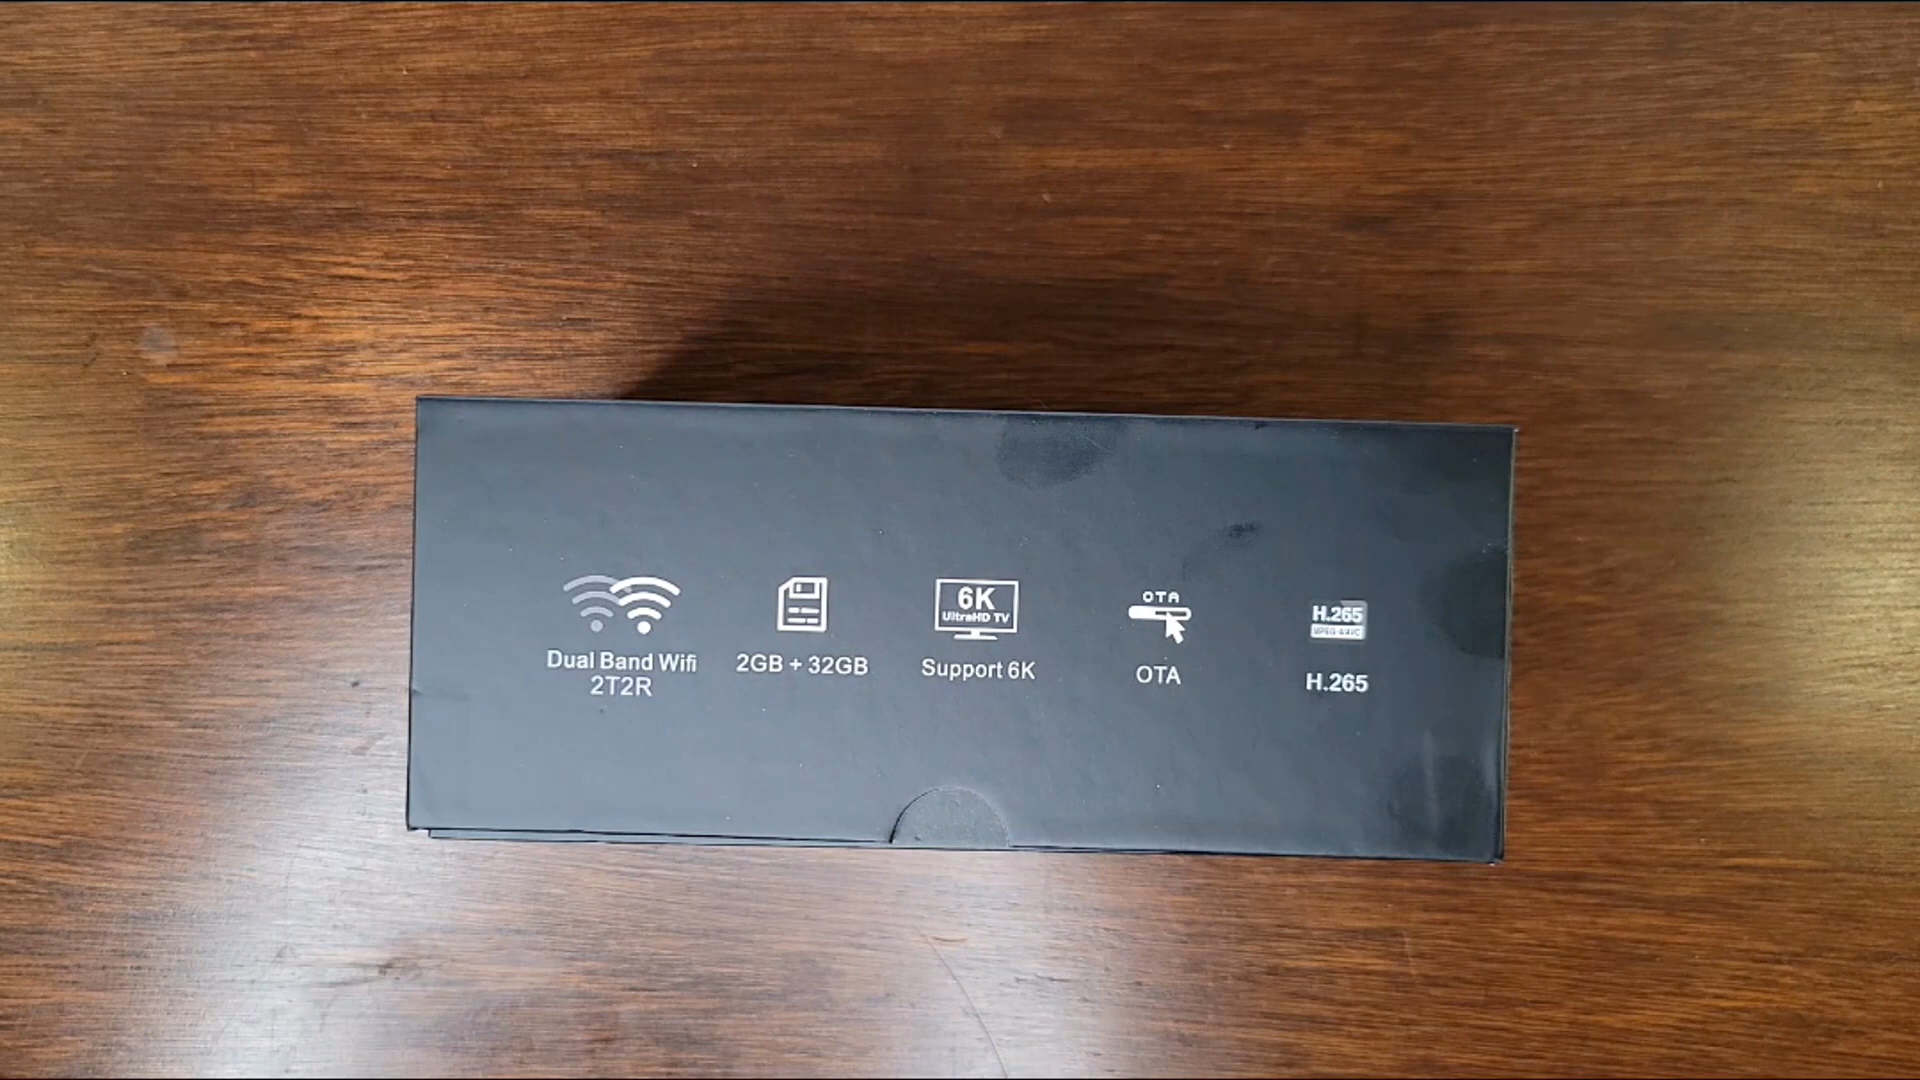 6K
UltraHD TV
OTA
H.265
Dual Band Wifi
2T2R
2GB + 32GB
Support 6K
OTA
H.265